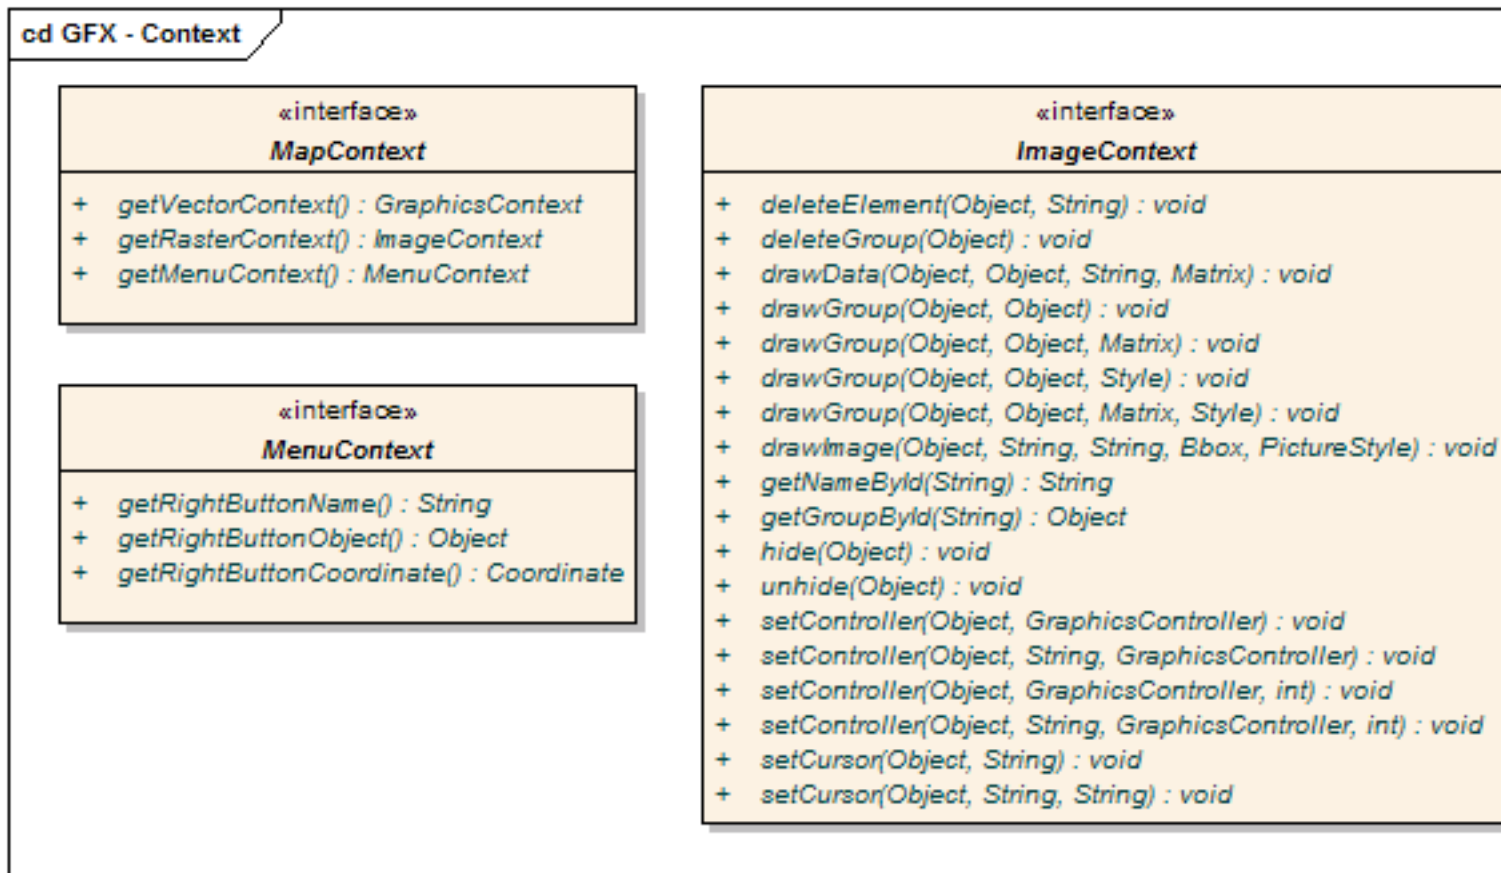 cd GFX - Context
«interface»
MapContext
+ getVectorContext() : GraphicsContext
+ getRasterContext() : ImageContext
+ getMenuContext() : MenuContext
«interface»
MenuContext
+ getRightButtonName() : String
+ getRightButtonObject() : Object
+ getRightButtonCoordinate() : Coordinate
«interface»
ImageContext
+ deleteElement(Object, String) : void
+ deleteGroup(Object) : void
+ drawData(Object, Object, String, Matrix) : void
+ drawGroup(Object, Object) : void
+ drawGroup(Object, Object, Matrix) : void
+ drawGroup(Object, Object, Style) : void
+ drawGroup(Object, Object, Matrix, Style) : void
+ drawImage(Object, String, String, Bbox, PictureStyle) : void
+ getNameById(String) : String
+ getGroupById(String) : Object
+ hide(Object) : void
+ unhide(Object) : void
+ setController(Object, GraphicsController) : void
+ setController(Object, String, GraphicsController) : void
+ setController(Object, GraphicsController, int) : void
+ setController(Object, String, GraphicsController, int) : void
+ setCursor(Object, String) : void
+ setCursor(Object, String, String) : void